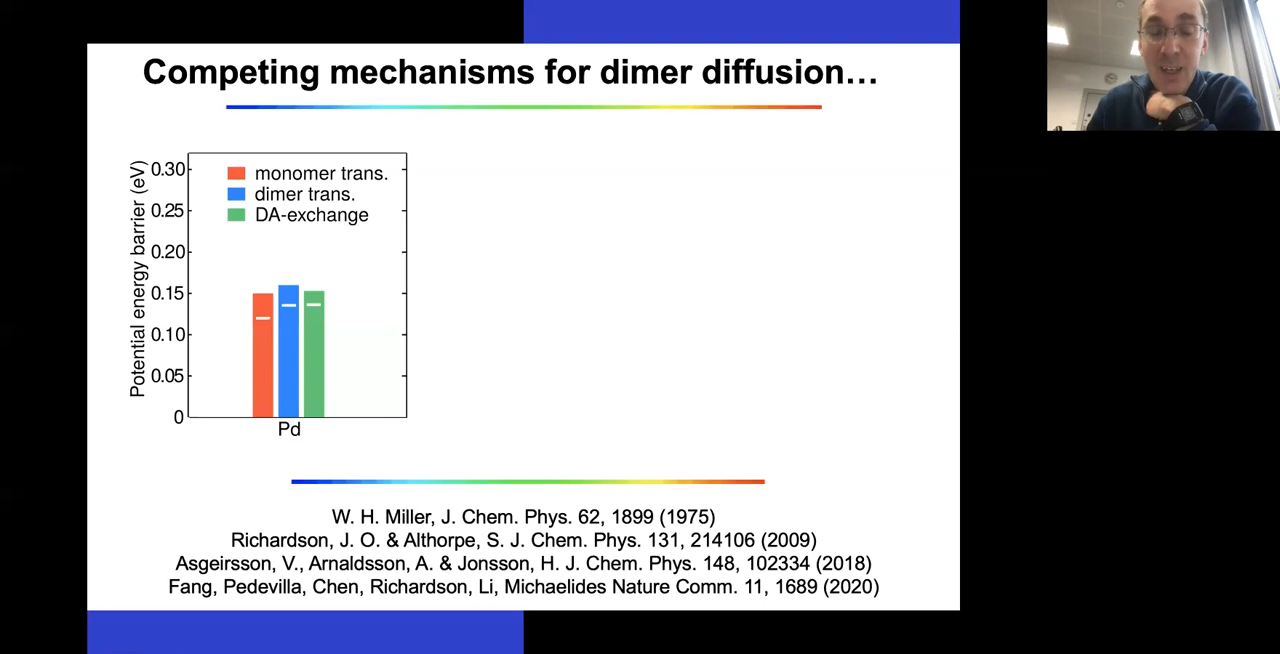 Competing mechanisms for dimer diffusion…
Potential energy barrier (eV)
0.30
0.25
0.20
0.15
0.10
0.05
0
monomer trans.
dimer trans.
DA-exchange
Pd
W. H. Miller, J. Chem. Phys. 62, 1899 (1975)
Richardson, J. O. & Althorpe, S. J. Chem. Phys. 131, 214106 (2009)
Asgeirsson, V., Arnaldsson, A. & Jonsson, H. J. Chem. Phys. 148, 102334 (2018)
Fang, Pedevilla, Chen, Richardson, Li, Michaelides Nature Comm. 11, 1689 (2020)